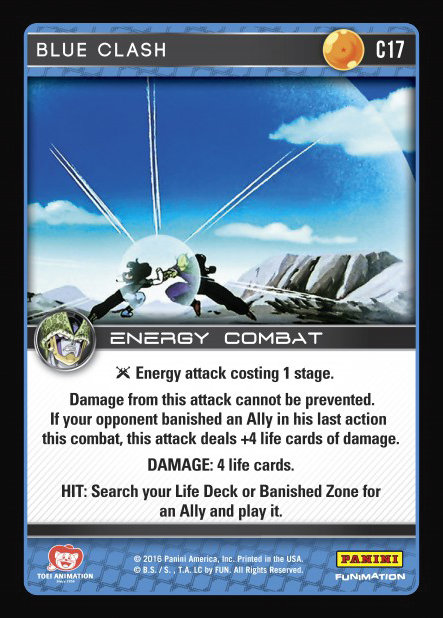 BLUE CLASH
C17
ENERGY COMBAT
Energy attack costing 1 stage.
Damage from this attack cannot be prevented.
If your opponent banished an Ally in his last action
this combat, this attack deals +4 life cards of damage.
DAMAGE: 4 life cards.
HIT: Search your Life Deck or Banished Zone for
an Ally and play it.
TOEI ANIMATION
© 2016 Panini America, Inc. Printed in the USA.
© B.S. / S. , T.A. LC by FUN. All Rights Reserved.
PANINI
FUNIMATION